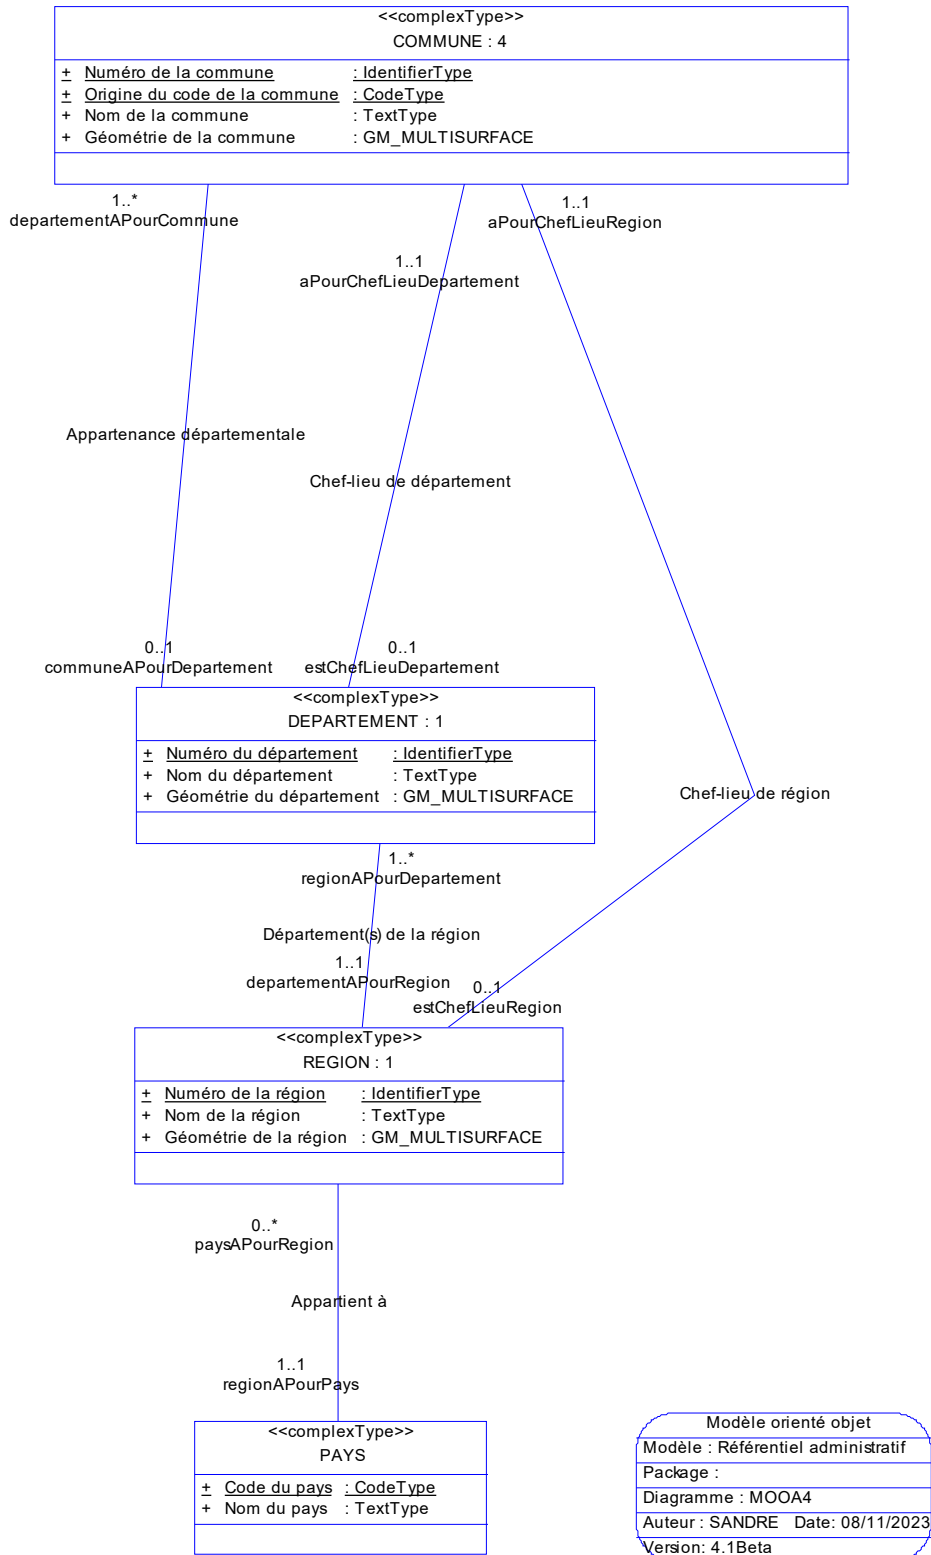 <<complexType>>
COMMUNE : 4
+ Numéro de la commune : IdentifierType
+ Origine du code de la commune : CodeType
+ Nom de la commune : TextType
+ Géométrie de la commune : GM_MULTISURFACE
1..*
departementAPourCommune
1..1
aPourChefLieuRegion
1..1
aPourChefLieuDepartement
Appartenance départementale
Chef-lieu de département
0..1
communeAPourDepartement
0..1
estChefLieuDepartement
<<complexType>>
DEPARTEMENT : 1
+ Numéro du département : IdentifierType
+ Nom du département : TextType
+ Géométrie du département : GM_MULTISURFACE
Chef-lieu de région
1..*
regionAPourDepartement
Département(s) de la région
1..1
departementAPourRegion
0..1
estChefLieuRegion
<<complexType>>
REGION : 1
+ Numéro de la région : IdentifierType
+ Nom de la région : TextType
+ Géométrie de la région : GM_MULTISURFACE
0..*
paysAPourRegion
Appartient à
1..1
regionAPourPays
<<complexType>>
PAYS
+ Code du pays : CodeType
+ Nom du pays : TextType
Modèle orienté objet
Modèle : Référentiel administratif
Package :
Diagramme : MOOA4
Auteur : SANDRE Date: 08/11/2023
Version: 4.1Beta